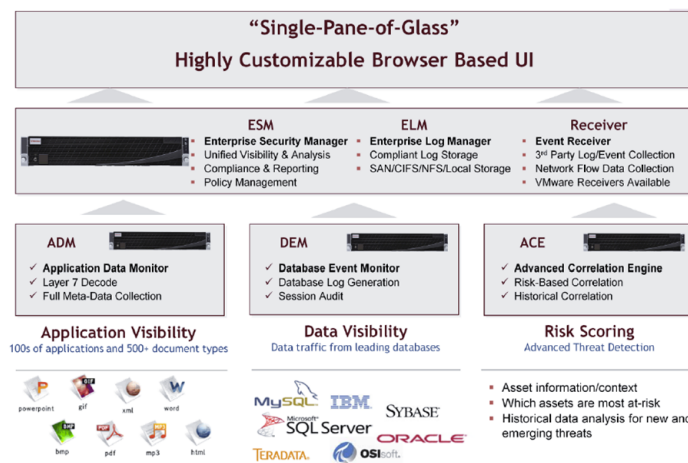 “Single-Pane-of-Glass”
Highly Customizable Browser Based UI
ESM
Enterprise Security Manager
Unified Visibility & Analysis
Compliance & Reporting
Policy Management
ELM
Enterprise Log Manager
Compliant Log Storage
SAN/CIFS/NFS/Local Storage
Receiver
Event Receiver
3rd Party Log/Event Collection
Network Flow Data Collection
VMware Receivers Available
ADM
Application Data Monitor
Layer 7 Decode
Full Meta-Data Collection
DEM
Database Event Monitor
Database Log Generation
Session Audit
ACE
Advanced Correlation Engine
Risk-Based Correlation
Historical Correlation
Application Visibility
100s of applications and 500+ document types
Data Visibility
Data traffic from leading databases
Risk Scoring
Advanced Threat Detection
P
GIF
W
powerpoint
gif
xml
word
BMP
PDF
MP3
bmp
pdf
mp3
html
MySQL
IBM
SYBASE
Microsoft
SQL Server
ORACLE
TERADATA
OSIsoft.
Asset information/context
Which assets are most at-risk
Historical data analysis for new and
emerging threats